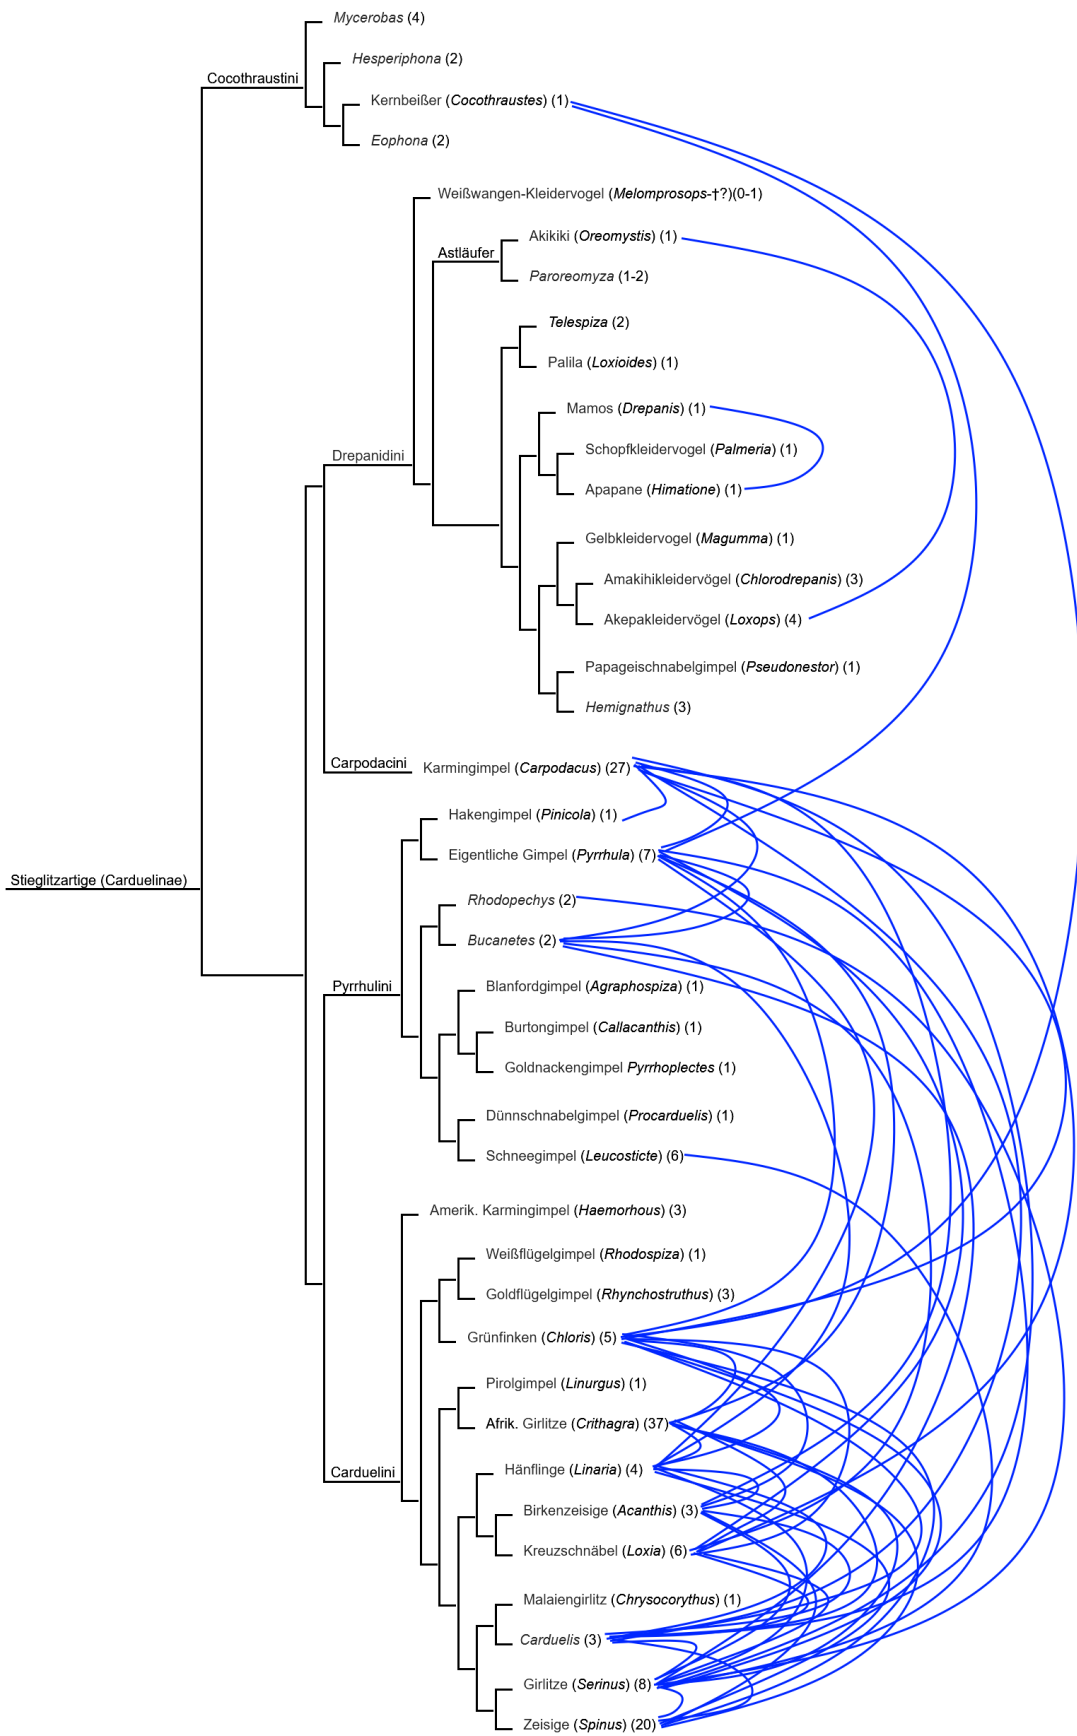 Mycerobas (4)
Hesperiphona (2)
Cocothraustini
Kernbeißer (Cocothraustes) (1)
Eophona (2)
Weißwangen-Kleidervogel (Melomprosops-†?)(0-1)
Akikiki (Oreomystis) (1)
Astläufer
Paroreomyza (1-2)
Telespiza (2)
Palila (Loxioides) (1)
Mamos (Drepanis) (1)
Schopfkleidervogel (Palmeria) (1)
Drepanidini
Apapane (Himatione) (1)
Gelbkleidervogel (Magumma) (1)
Amakihikleidervögel (Chlorodrepanis) (3)
Akepakleidervögel (Loxops) (4)
Papageischnabelgimpel (Pseudonestor) (1)
Hemignathus (3)
Carpodacini
Karmingimpel (Carpodacus) (27)
Hakengimpel (Pinicola) (1)
Eigentliche Gimpel (Pyrrhula) (7)
Stieglitzartige (Carduelinae)
Rhodopechys (2)
Bucanetes (2)
Pyrrhulini
Blanfordgimpel (Agraphospiza) (1)
Burtongimpel (Callacanthis) (1)
Goldnackengimpel Pyrrhoplectes (1)
Dünnschnabelgimpel (Procarduelis) (1)
Schneegimpel (Leucosticte) (6)
Amerik. Karmingimpel (Haemorhous) (3)
Weißflügelgimpel (Rhodospiza) (1)
Goldflügelgimpel (Rhynchostruthus) (3)
Grünfinken (Chloris) (5)
Pirolgimpel (Linurgus) (1)
Afrik. Girlitze (Crithagra) (37)
Carduelini
Hänflinge (Linaria) (4)
Birkenzeisige (Acanthis) (3)
Kreuzschnäbel (Loxia) (6)
Malaiengirlitz (Chrysocorythus) (1)
Carduelis (3)
Girlitze (Serinus) (8)
Zeisige (Spinus) (20)